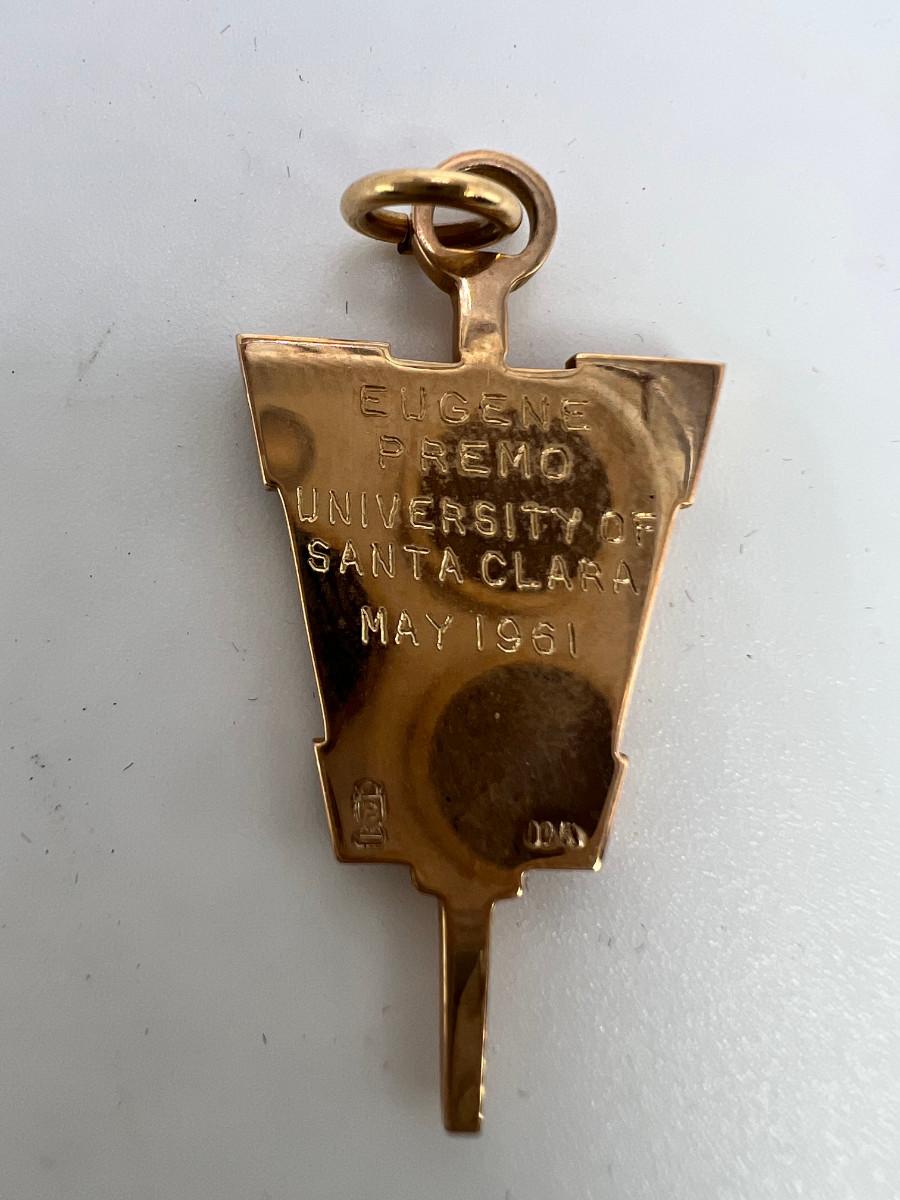 EUGENE
PREMO
UNIVERSITY OF
SANTA CLARA
MAY 1961